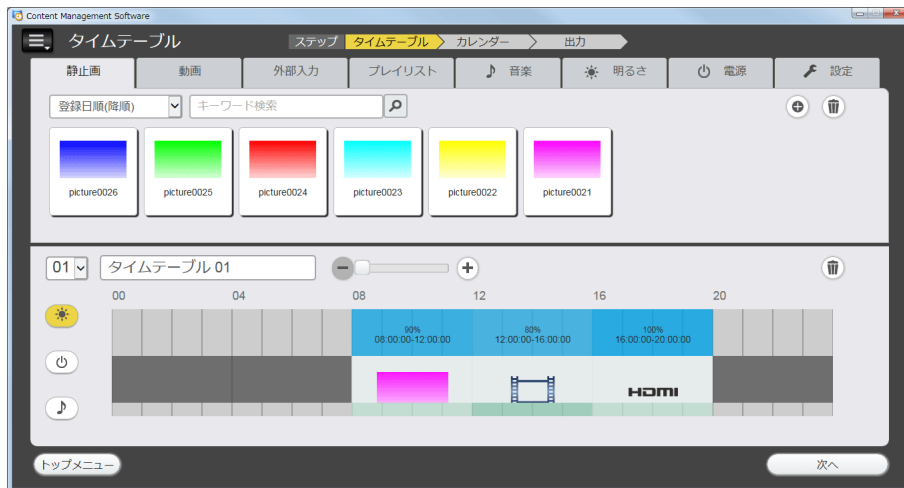 Content Management Software
タイムテーブル
ステップ タイムテーブル カレンダー 出力
静止画 動画 外部入力 プレイリスト 音楽 明るさ 電源 設定
登録日順(降順) キーワード検索
picture0026 picture0025 picture0024 picture0023 picture0022 picture0021
01 タイムテーブル 01
00 04 08 12 16 20
90% 80% 100%
08:00:00-12:00:00 12:00:00-16:00:00 16:00:00-20:00:00
HDMI
トップメニュー 次へ